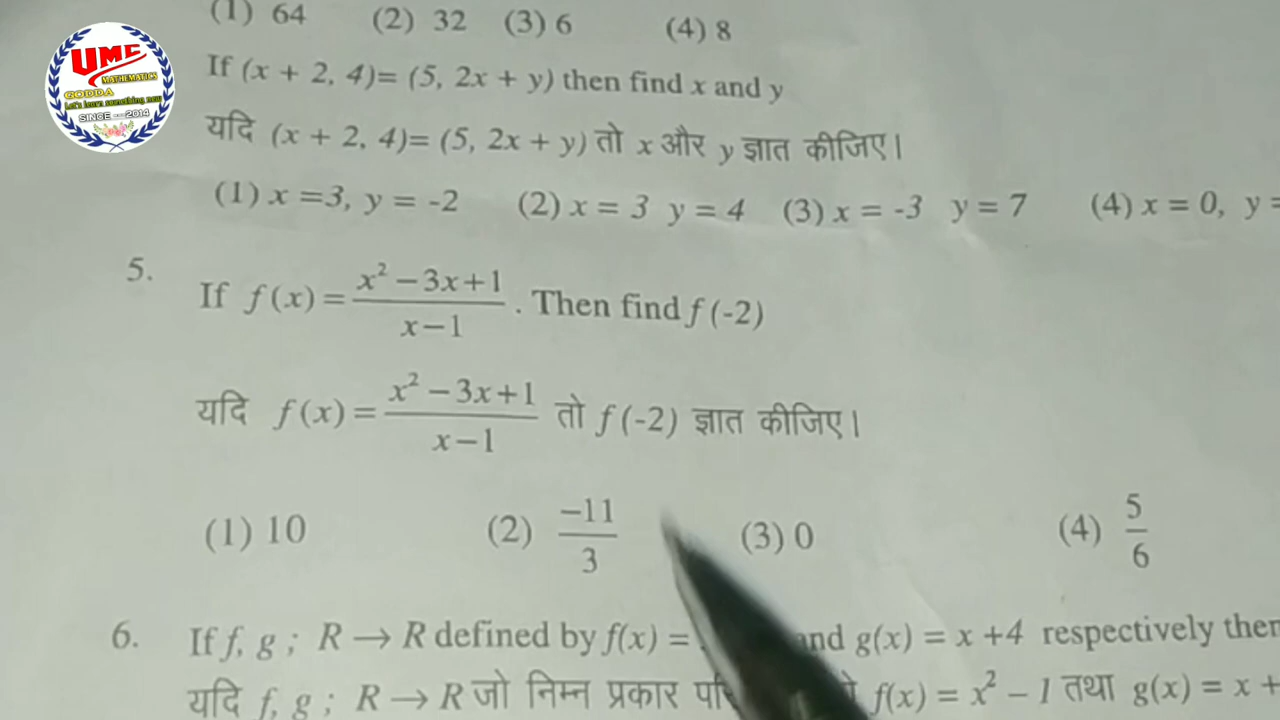 (1) 64 (2) 32 (3) 6 (4) 8
UMC
MATHEMATICS
GODDA
Let's learn something new
SINCE --- 2014
If (x + 2, 4)= (5, 2x + y) then find x and y
यदि (x + 2, 4)= (5, 2x + y) तो x और y ज्ञात कीजिए।
(1) x =3, y = -2 (2) x = 3 y = 4 (3) x = -3 y = 7 (4) x = 0, y =
5. If f(x) = x² – 3x+1 / x–1 . Then find f (-2)
यदि f(x) = x² – 3x+1 / x–1 तो f (-2) ज्ञात कीजिए।
(1) 10 (2) –11/3 (3) 0 (4) 5/6
6. If f, g ; R → R defined by f(x) = and g(x) = x +4 respectively then
यदि f, g ; R → R जो निम्न प्रकार f(x) = x² – 1 तथा g(x) = x +